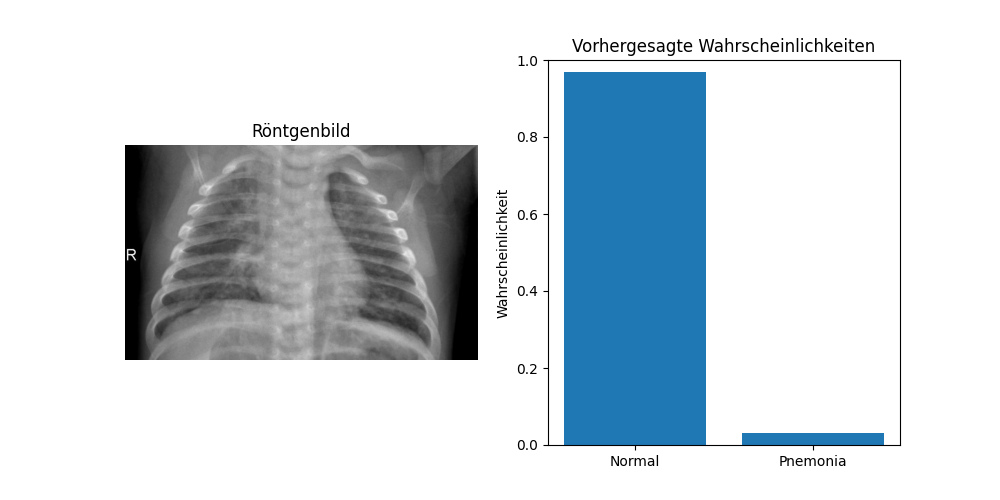 Röntgenbild
R
Vorhergesagte Wahrscheinlichkeiten
Wahrscheinlichkeit
1.0
0.8
0.6
0.4
0.2
0.0
Normal
Pnemonia